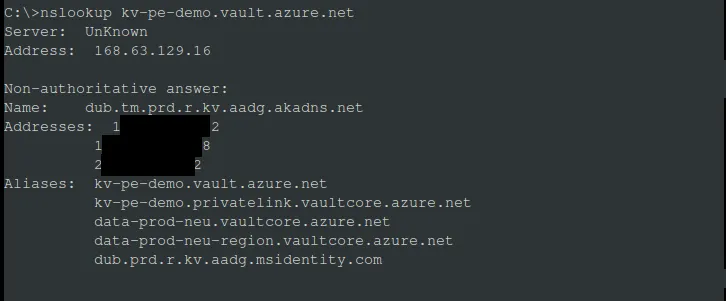 C:\>nslookup kv-pe-demo.vault.azure.net
Server:  UnKnown
Address:  168.63.129.16
Non-authoritative answer:
Name:    dub.tm.prd.r.kv.aadg.akadns.net
Addresses:  1 2
1 8
2 2
Aliases:  kv-pe-demo.vault.azure.net
kv-pe-demo.privatelink.vaultcore.azure.net
data-prod-neu.vaultcore.azure.net
data-prod-neu-region.vaultcore.azure.net
dub.prd.r.kv.aadg.msidentity.com